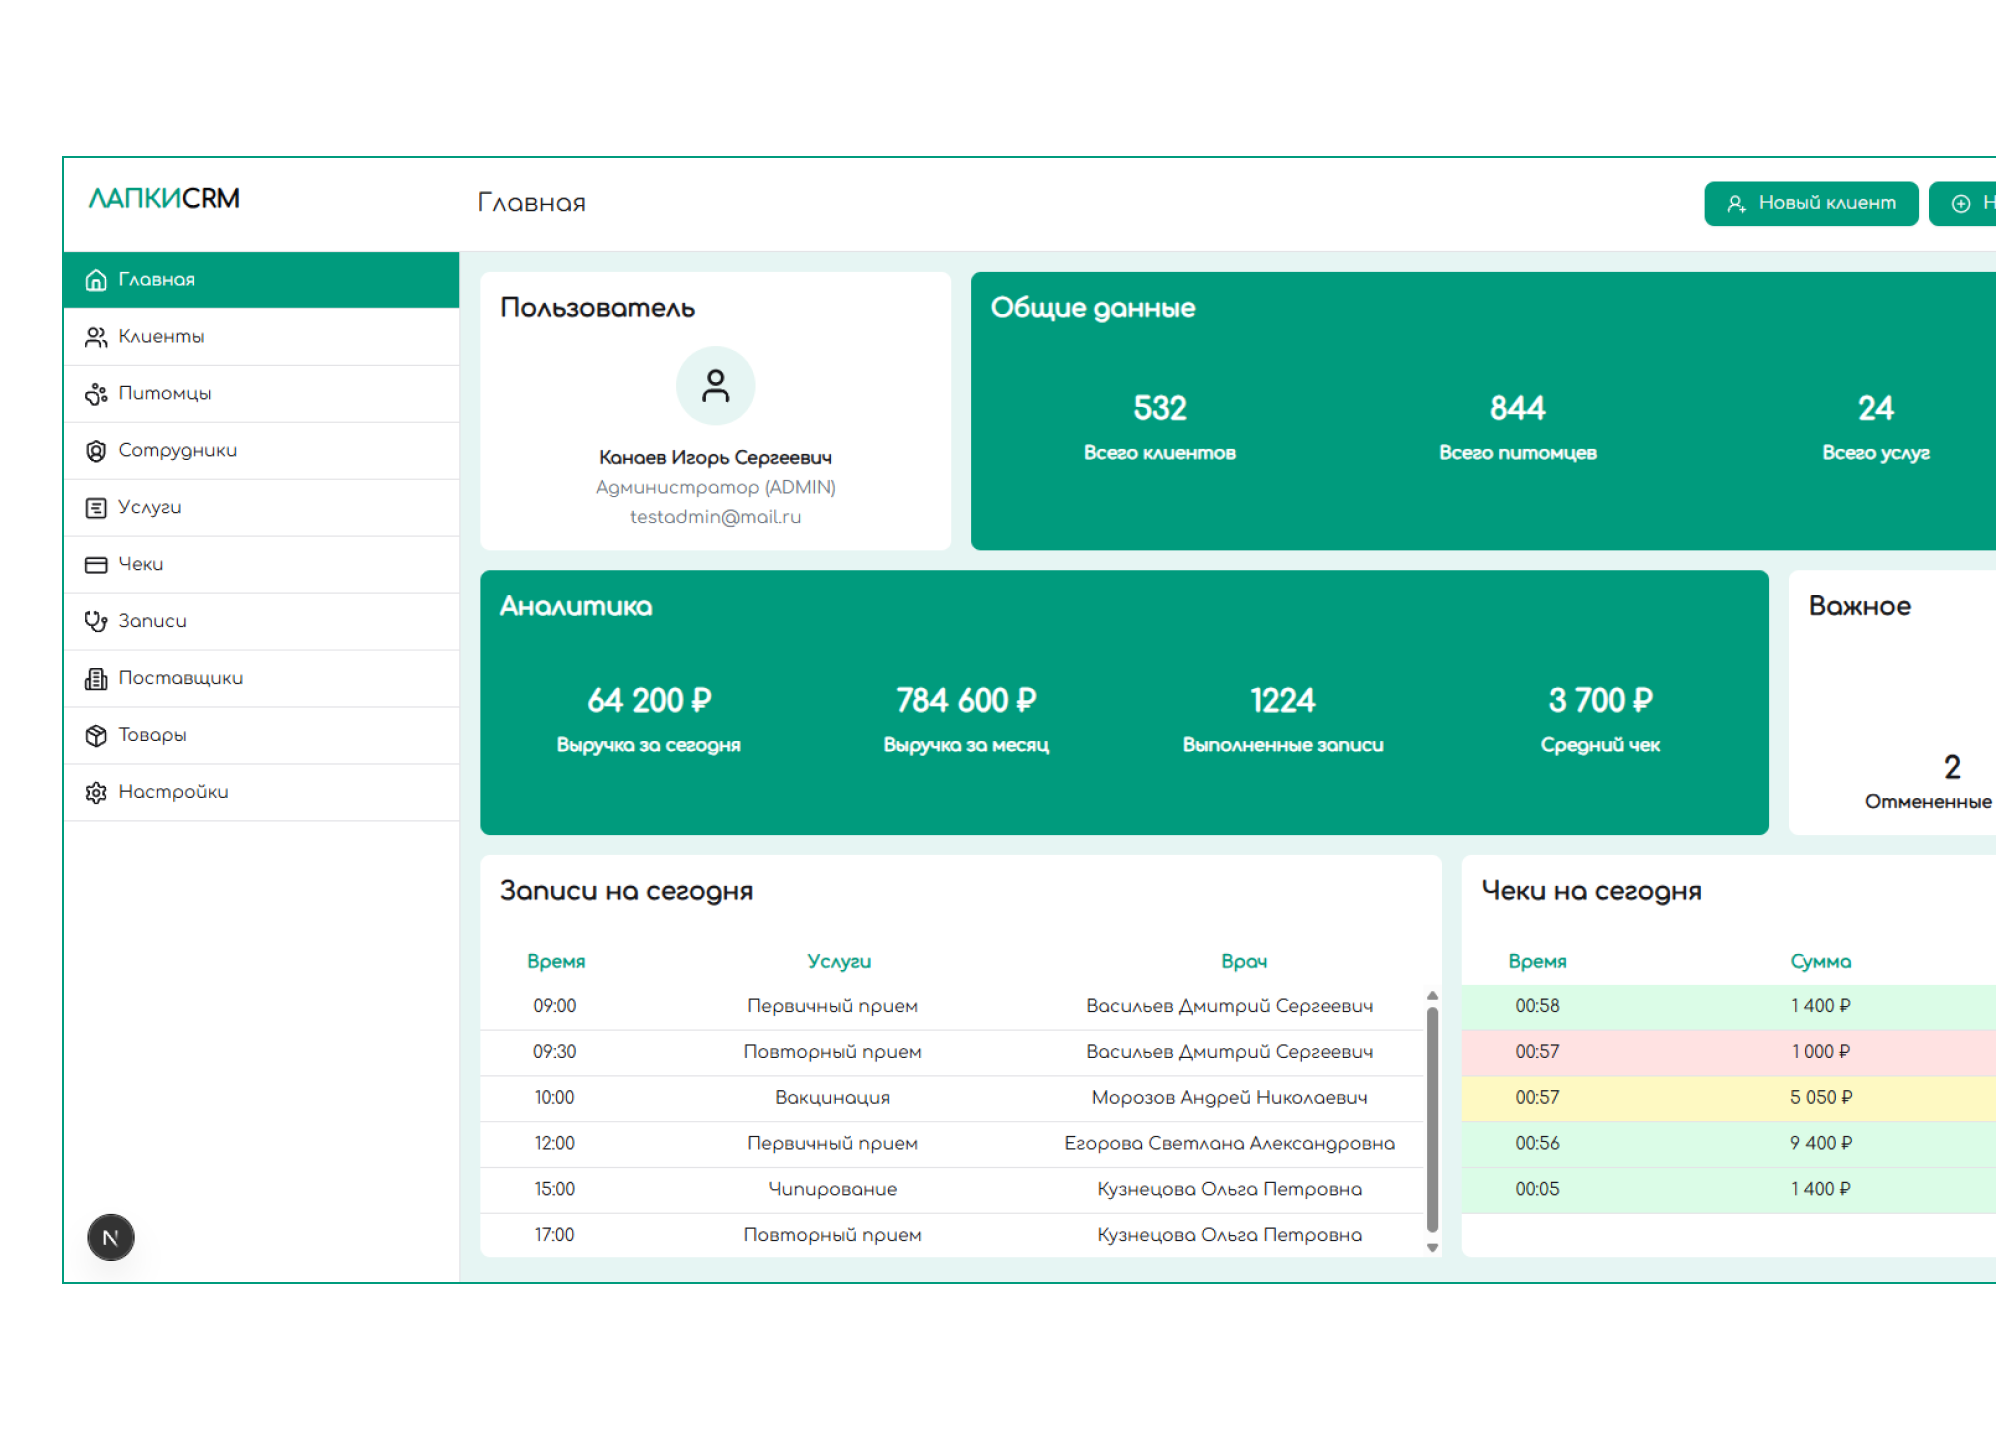 ЛАПКИCRM
Главная
Новый клиент
Главная
Клиенты
Питомцы
Сотрудники
Услуги
Чеки
Записи
Поставщики
Товары
Настройки
N
Пользователь
Канаев Игорь Сергеевич
Администратор (ADMIN)
testadmin@mail.ru
Общие данные
532 844 24
Всего клиентов Всего питомцев Всего услуг
Аналитика
64 200 ₽ 784 600 ₽ 1224 3 700 ₽
Выручка за сегодня Выручка за месяц Выполненные записи Средний чек
Важное
2
Отмененные
Записи на сегодня
Время Услуги Врач
09:00 Первичный прием Васильев Дмитрий Сергеевич
09:30 Повторный прием Васильев Дмитрий Сергеевич
10:00 Вакцинация Морозов Андрей Николаевич
12:00 Первичный прием Егорова Светлана Александровна
15:00 Чипирование Кузнецова Ольга Петровна
17:00 Повторный прием Кузнецова Ольга Петровна
Чеки на сегодня
Время Сумма
00:58 1 400 ₽
00:57 1 000 ₽
00:57 5 050 ₽
00:56 9 400 ₽
00:05 1 400 ₽